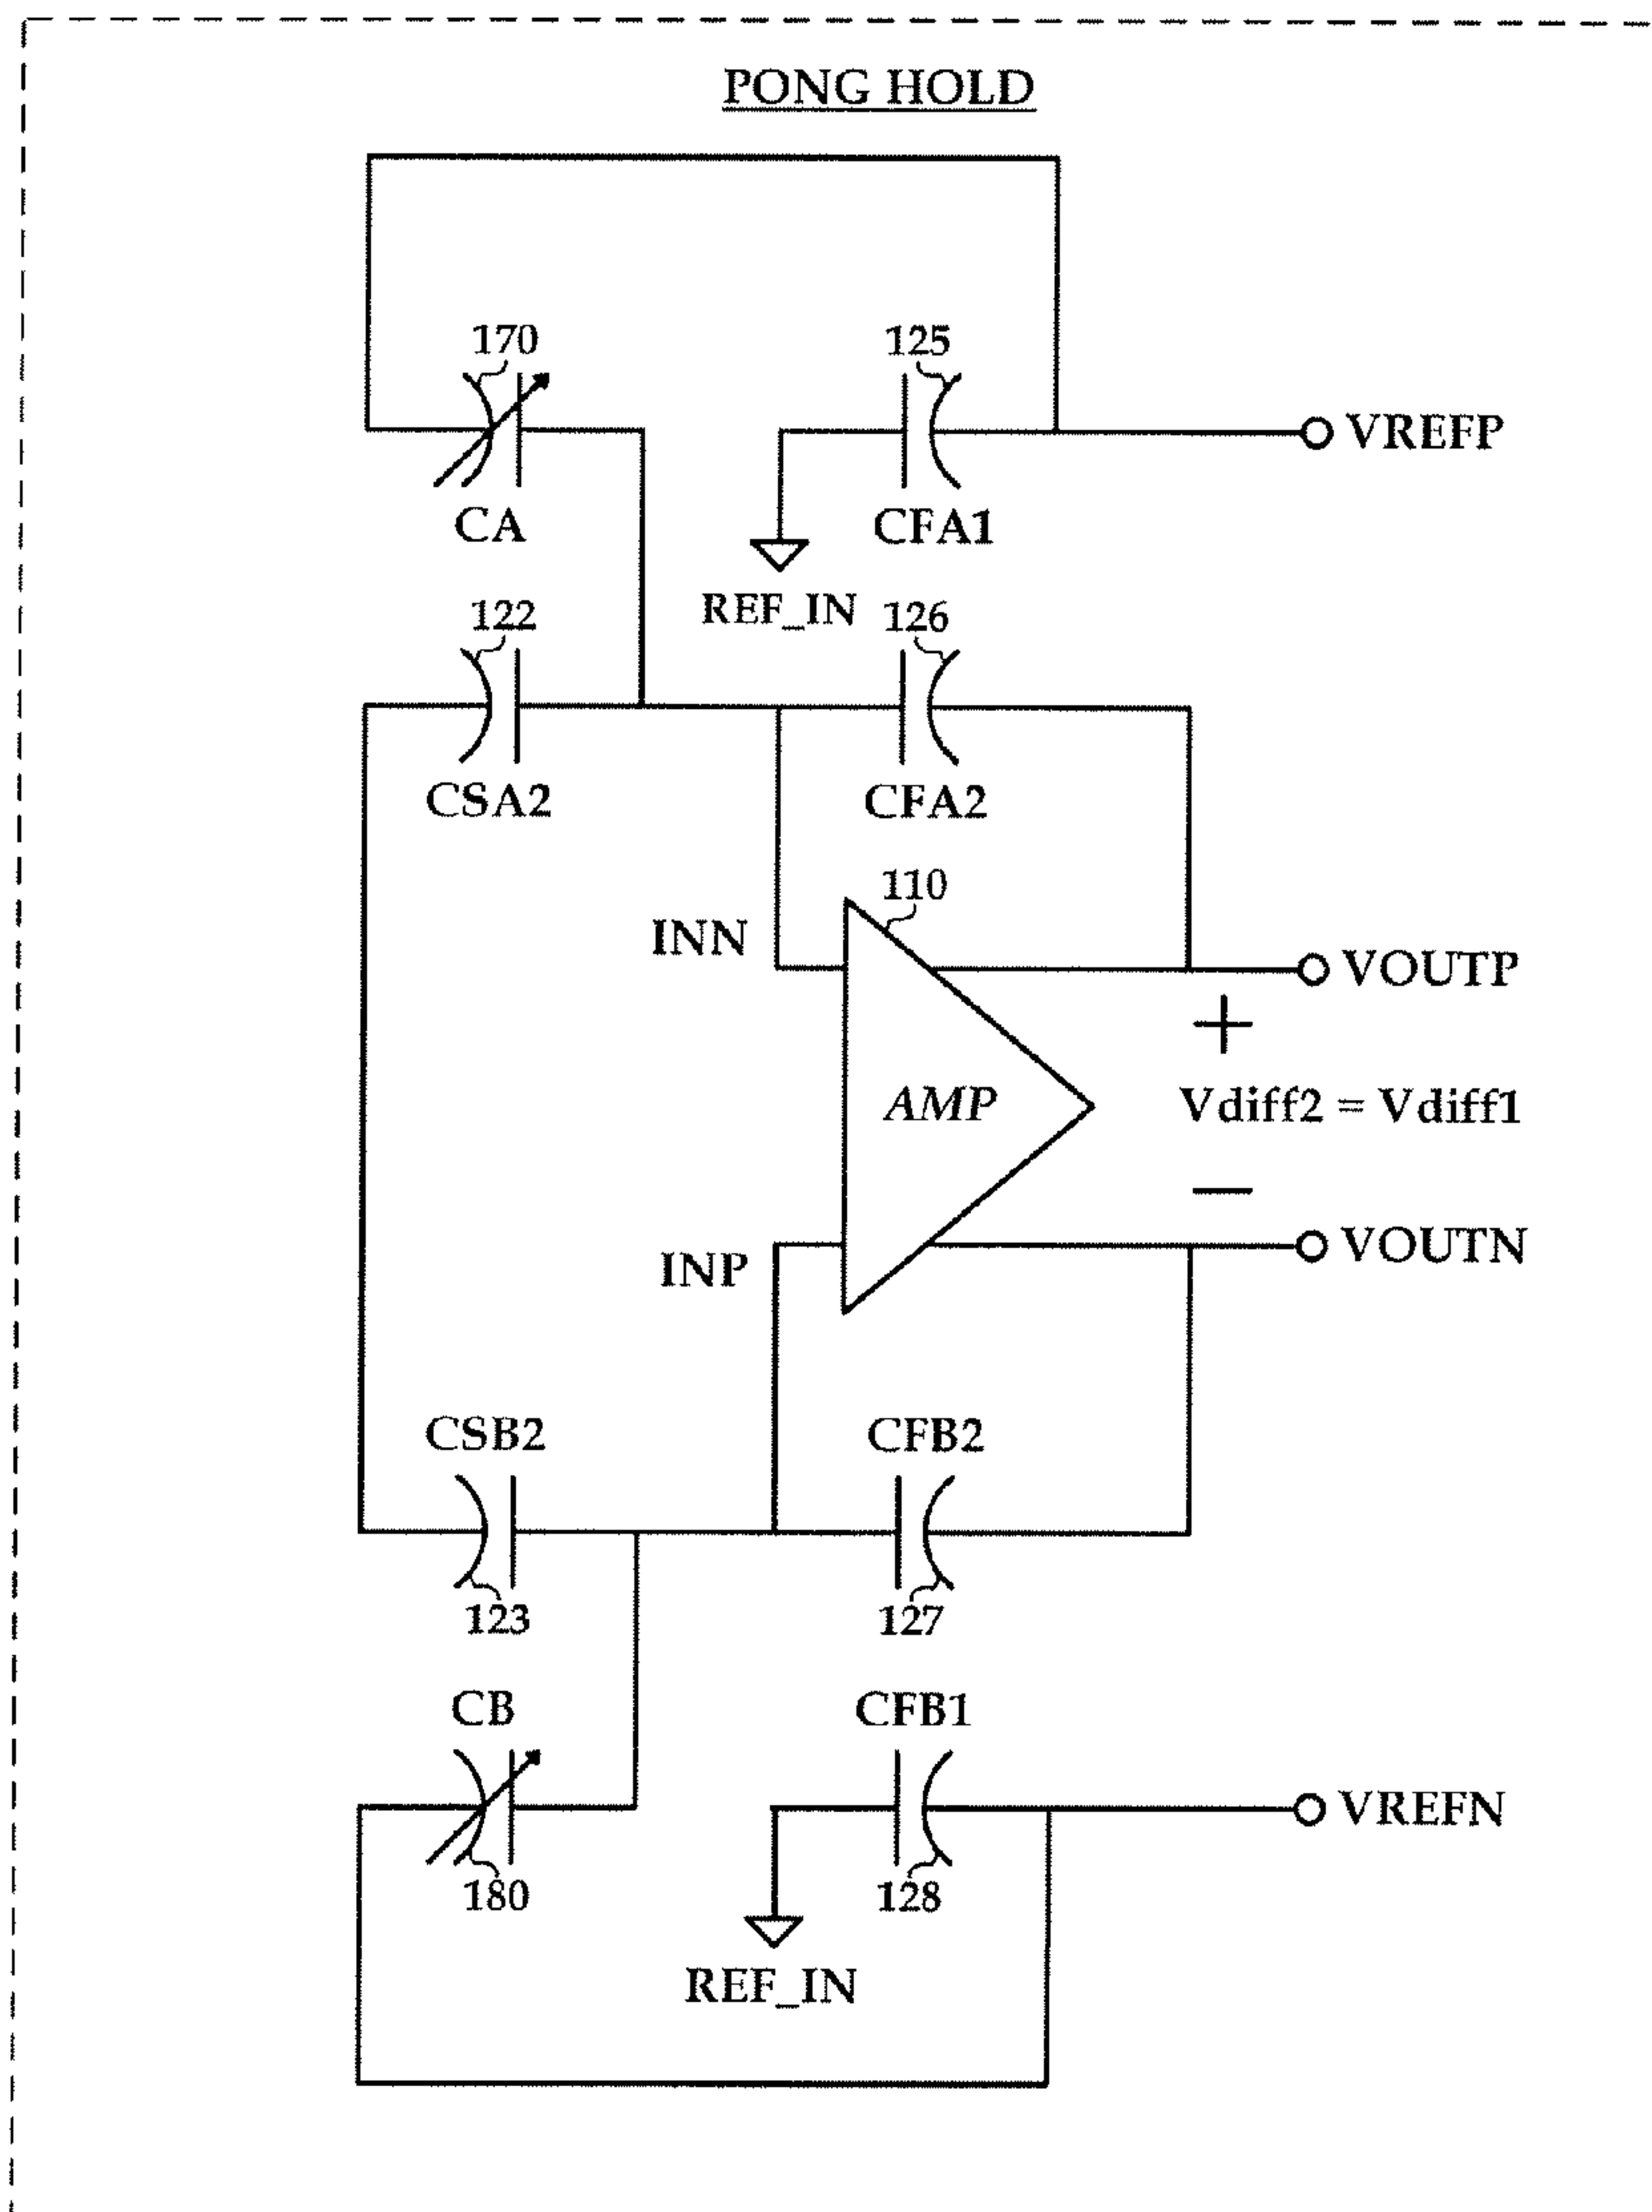 PONG HOLD
170
125
VREFP
CA
CFA1
REF_IN
122
126
CSA2
CFA2
110
INN
VOUTP
+
AMP
Vdiff2 = Vdiff1
−
INP
VOUTN
CSB2
CFB2
123
127
CB
CFB1
VREFN
180
128
REF_IN